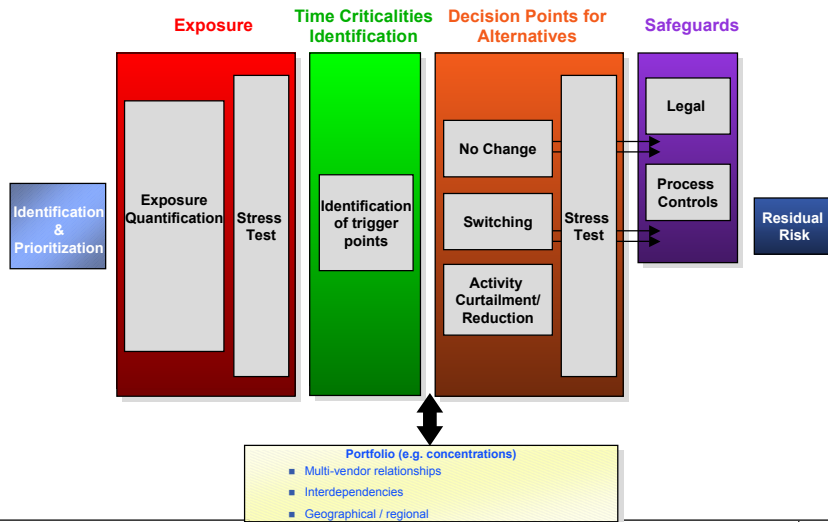 Exposure
Time Criticalities
Identification
Decision Points for
Alternatives
Safeguards
Identification
&
Prioritization
Exposure
Quantification
Stress
Test
Identification
of trigger
points
No Change
Switching
Activity
Curtailment/
Reduction
Stress
Test
Legal
Process
Controls
Residual
Risk
Portfolio (e.g. concentrations)
Multi-vendor relationships
Interdependencies
Geographical / regional